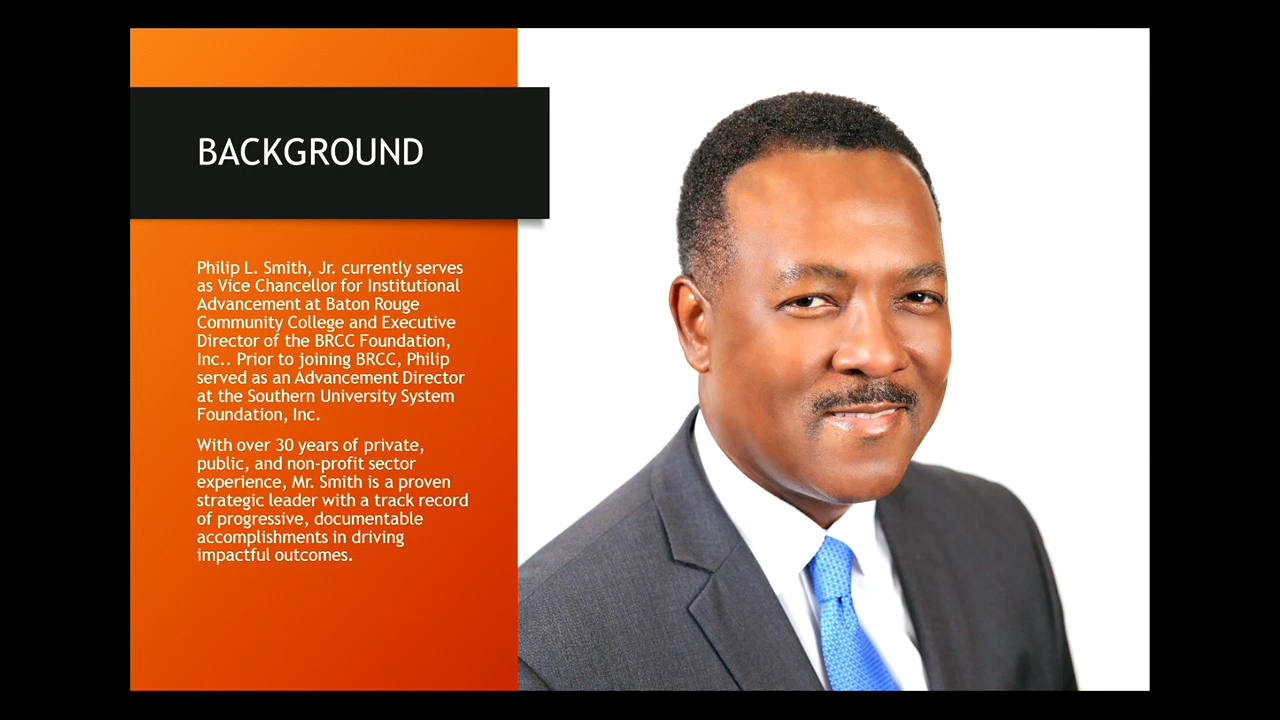 BACKGROUND
Philip L. Smith, Jr. currently serves
as Vice Chancellor for Institutional
Advancement at Baton Rouge
Community College and Executive
Director of the BRCC Foundation,
Inc.. Prior to joining BRCC, Philip
served as an Advancement Director
at the Southern University System
Foundation, Inc.
With over 30 years of private,
public, and non-profit sector
experience, Mr. Smith is a proven
strategic leader with a track record
of progressive, documentable
accomplishments in driving
impactful outcomes.